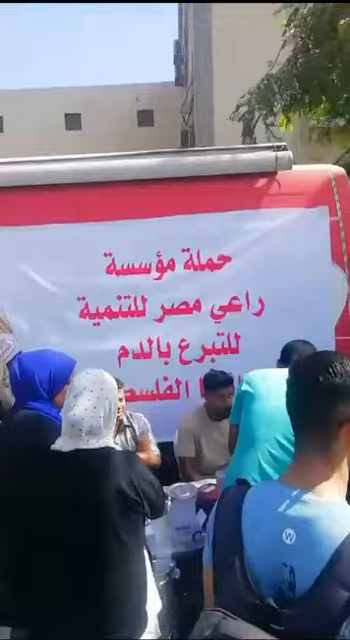 حملة مؤسسة
راعي مصر للتنمية
للتبرع بالدم